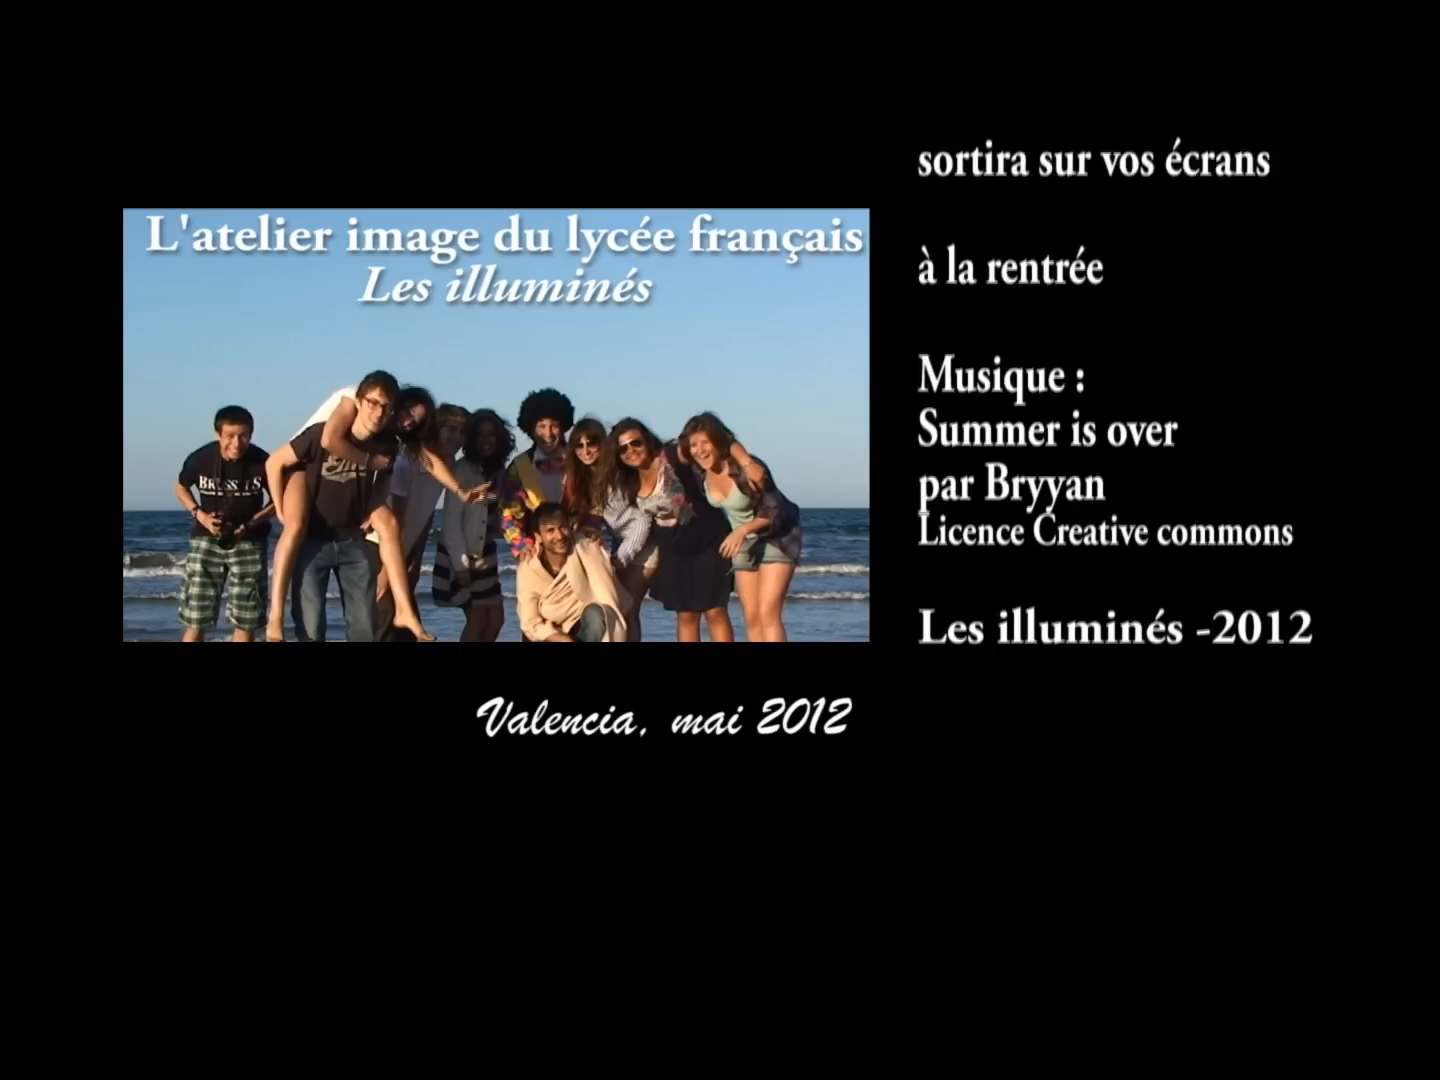 L'atelier image du lycée français
Les illuminés
BRUSSELS
Valencia, mai 2012
sortira sur vos écrans
à la rentrée
Musique :
Summer is over
par Bryyan
Licence Creative commons
Les illuminés -2012